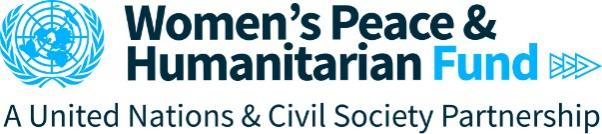 Women’s Peace &
Humanitarian Fund
A United Nations & Civil Society Partnership